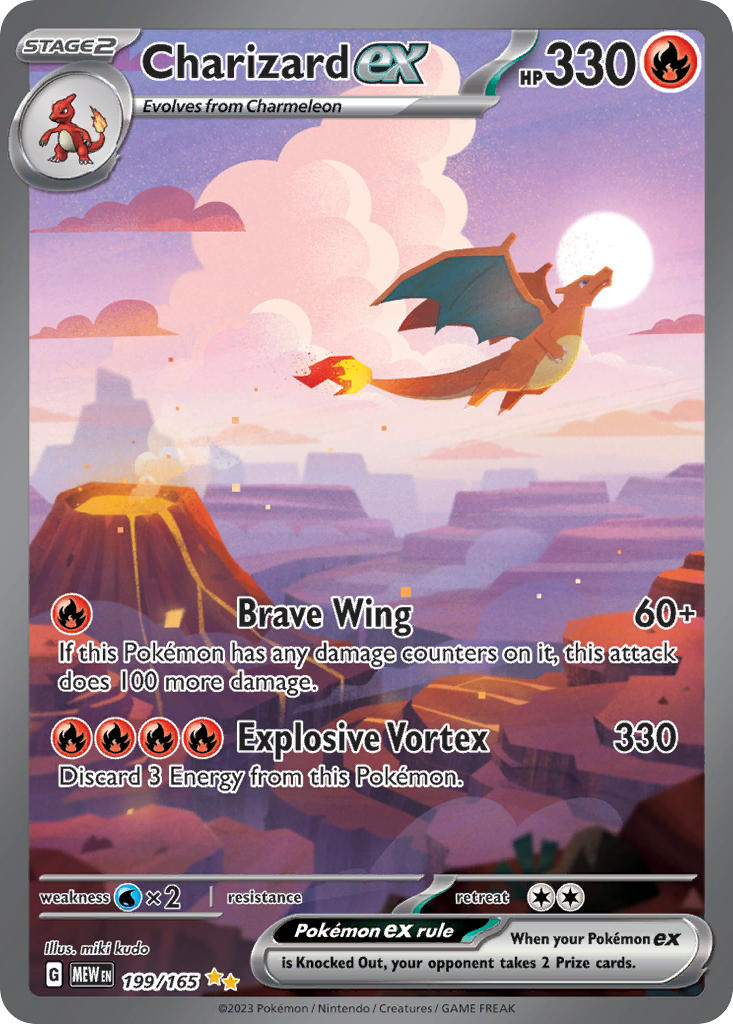 STAGE2
Charizard ex
HP 330
Evolves from Charmeleon
Brave Wing 60+
If this Pokémon has any damage counters on it, this attack
does 100 more damage.
Explosive Vortex 330
Discard 3 Energy from this Pokémon.
weakness ×2 resistance retreat
Illus. miki kudo
Pokémon ex rule
When your Pokémon ex
is Knocked Out, your opponent takes 2 Prize cards.
G MEW EN 199/165
©2023 Pokémon / Nintendo / Creatures / GAME FREAK